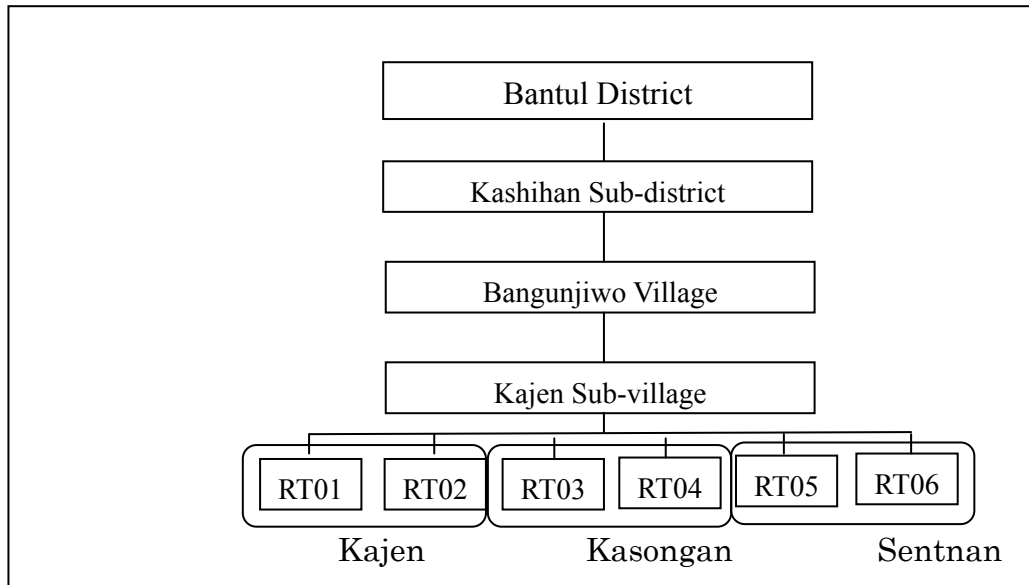 Bantul District
Kashihan Sub-district
Bangunjiwo Village
Kajen Sub-village
RT01 RT02 RT03 RT04 RT05 RT06
Kajen Kasongan Sentnan